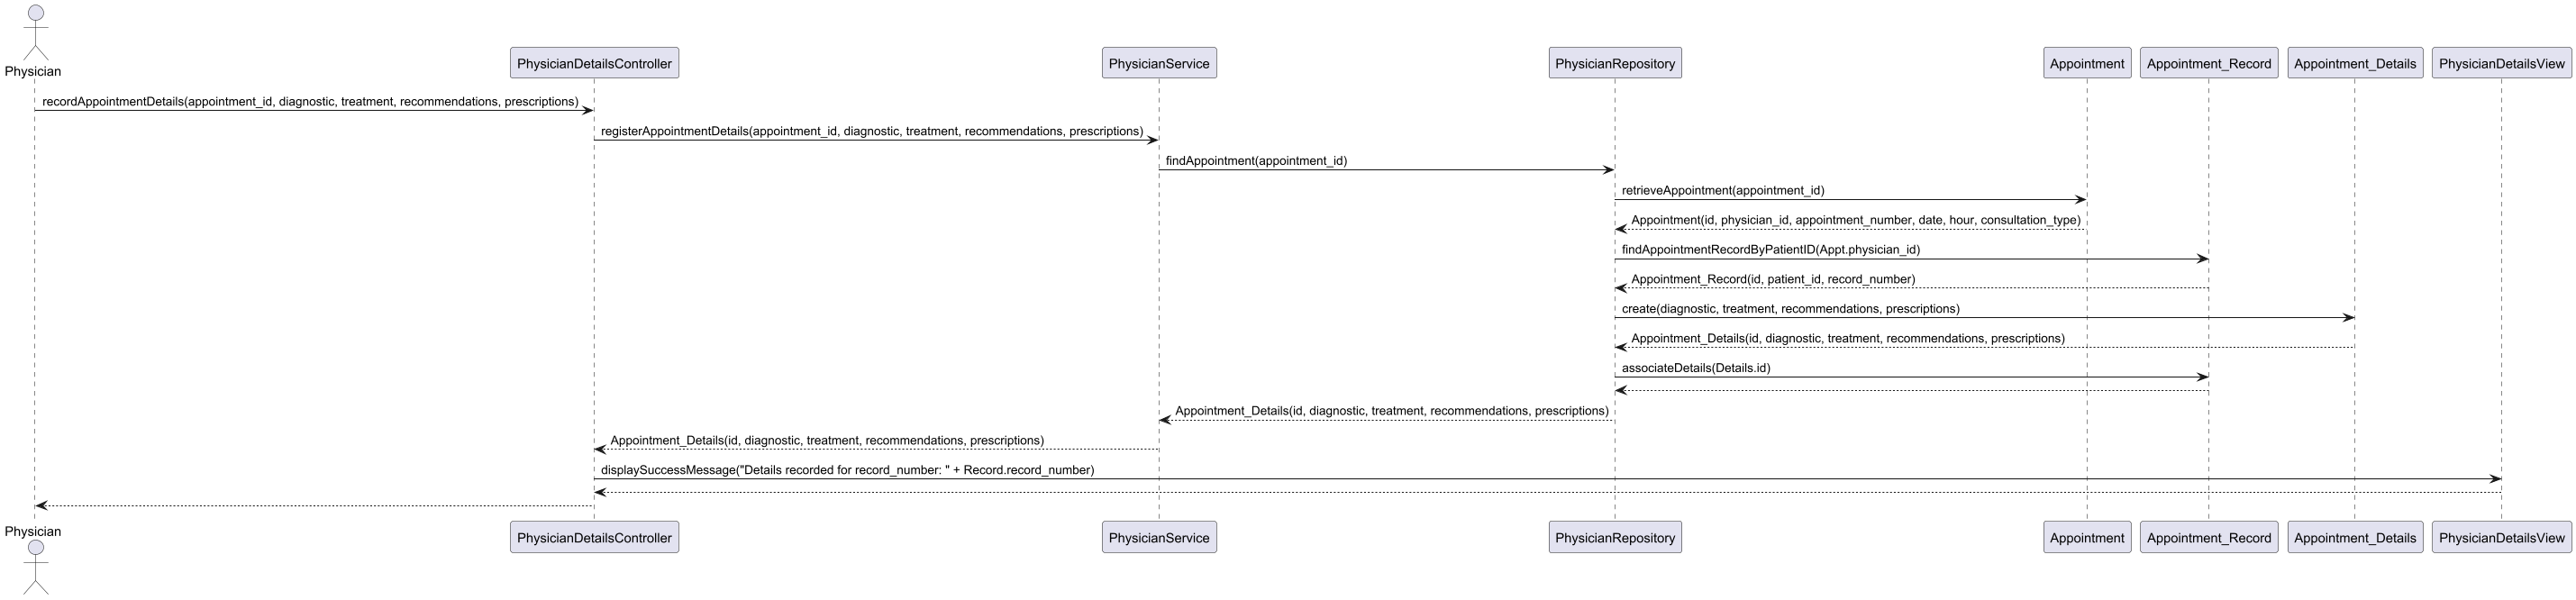 Physician
PhysicianDetailsController
PhysicianService
PhysicianRepository
Appointment
Appointment_Record
Appointment_Details
PhysicianDetailsView
recordAppointmentDetails(appointment_id, diagnostic, treatment, recommendations, prescriptions)
registerAppointmentDetails(appointment_id, diagnostic, treatment, recommendations, prescriptions)
findAppointment(appointment_id)
retrieveAppointment(appointment_id)
Appointment(id, physician_id, appointment_number, date, hour, consultation_type)
findAppointmentRecordByPatientID(Appt.physician_id)
Appointment_Record(id, patient_id, record_number)
create(diagnostic, treatment, recommendations, prescriptions)
Appointment_Details(id, diagnostic, treatment, recommendations, prescriptions)
associateDetails(Details.id)
Appointment_Details(id, diagnostic, treatment, recommendations, prescriptions)
Appointment_Details(id, diagnostic, treatment, recommendations, prescriptions)
displaySuccessMessage("Details recorded for record_number: " + Record.record_number)
Physician
PhysicianDetailsController
PhysicianService
PhysicianRepository
Appointment
Appointment_Record
Appointment_Details
PhysicianDetailsView